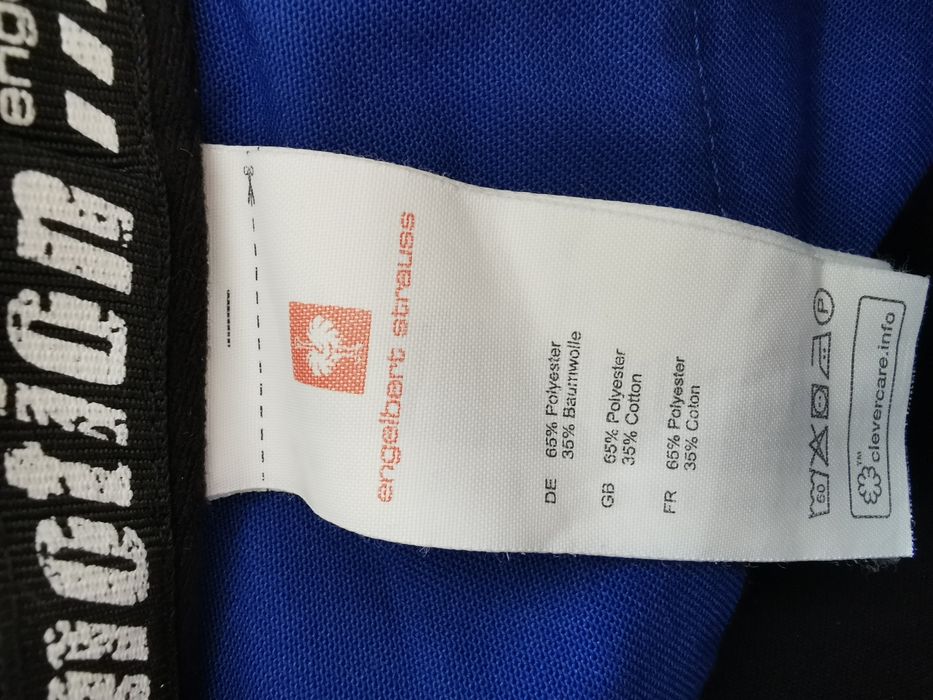 engelbert strauss
DE 65% Polyester
35% Baumwolle
GB 65% Polyester
35% Cotton
FR 65% Polyester
35% Coton
60 P
clevercare.info™